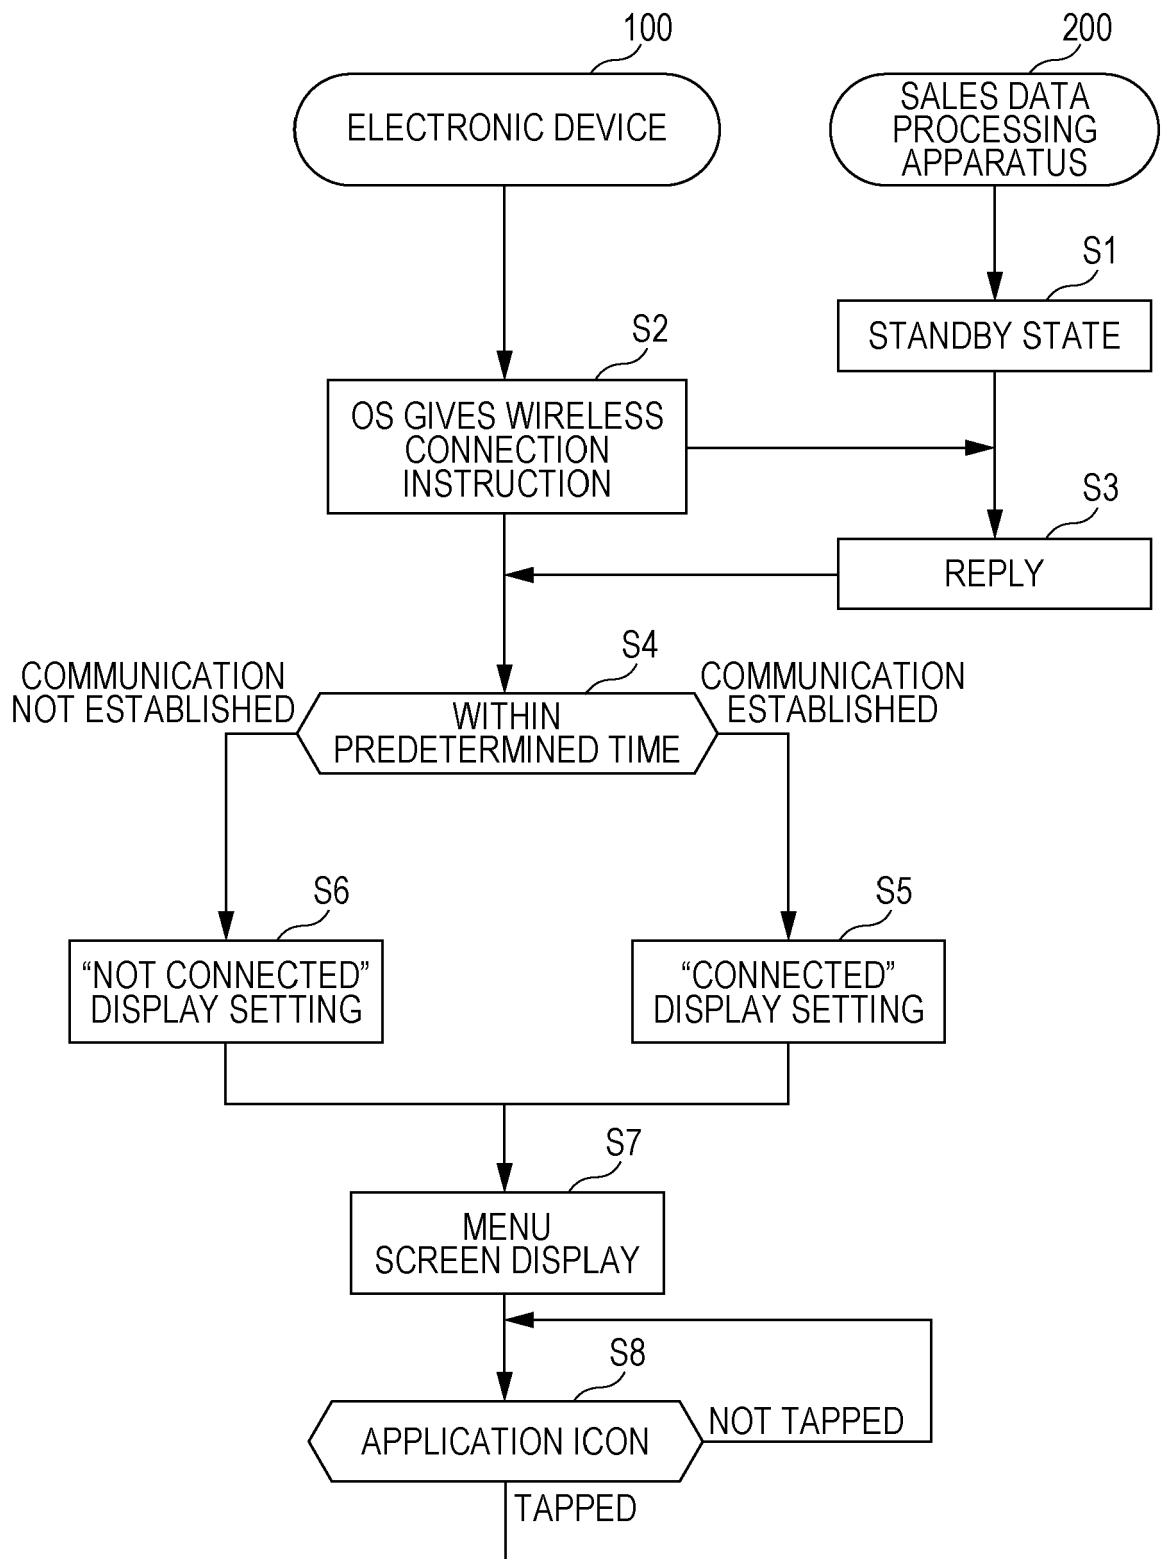 100
200
ELECTRONIC DEVICE
SALES DATA
PROCESSING
APPARATUS
S1
STANDBY STATE
S2
OS GIVES WIRELESS
CONNECTION
INSTRUCTION
S3
REPLY
S4
COMMUNICATION
NOT ESTABLISHED
COMMUNICATION
ESTABLISHED
WITHIN
PREDETERMINED TIME
S6
S5
“NOT CONNECTED”
DISPLAY SETTING
“CONNECTED”
DISPLAY SETTING
S7
MENU
SCREEN DISPLAY
S8
APPLICATION ICON
NOT TAPPED
TAPPED